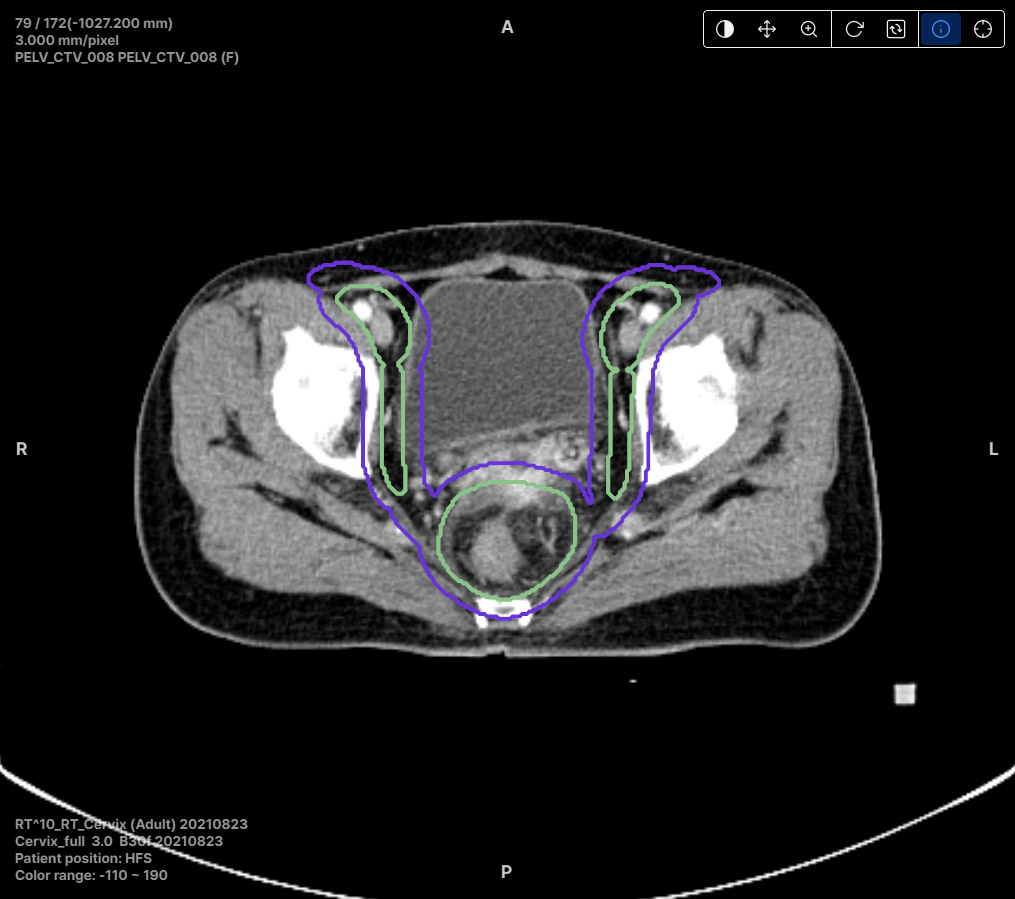 79 / 172(-1027.200 mm)
3.000 mm/pixel
PELV_CTV_008 PELV_CTV_008 (F)
A
R
L
RT^10_RT_Cervix (Adult) 20210823
Cervix_full 3.0 B30f 20210823
Patient position: HFS
Color range: -110 ~ 190
P